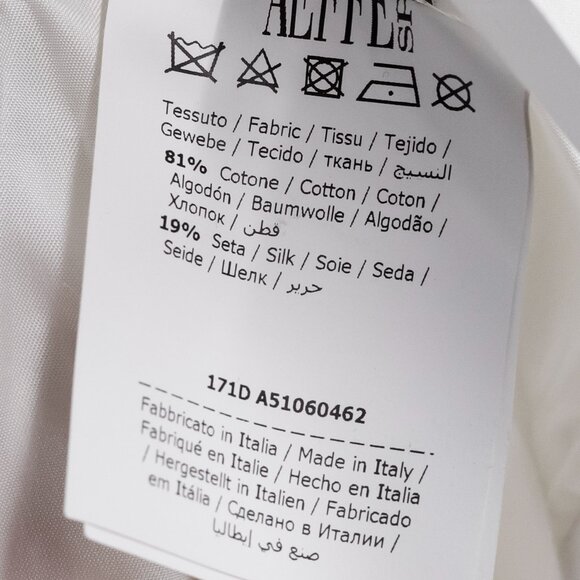 Tessuto / Fabric / Tissu / Tejido /
Gewebe / Tecido / ткань / النسيج
81% Cotone / Cotton / Coton /
Algodón / Baumwolle / Algodão /
Хлопок / قطن
19% Seta / Silk / Soie / Seda /
Seide / Шелк / حرير
171D A51060462
Fabbricato in Italia / Made in Italy /
Fabriqué en Italie / Hecho en Italia
/ Hergestellt in Italien / Fabricado
em Itália / Сделано в Италии /
صنع في إيطاليا